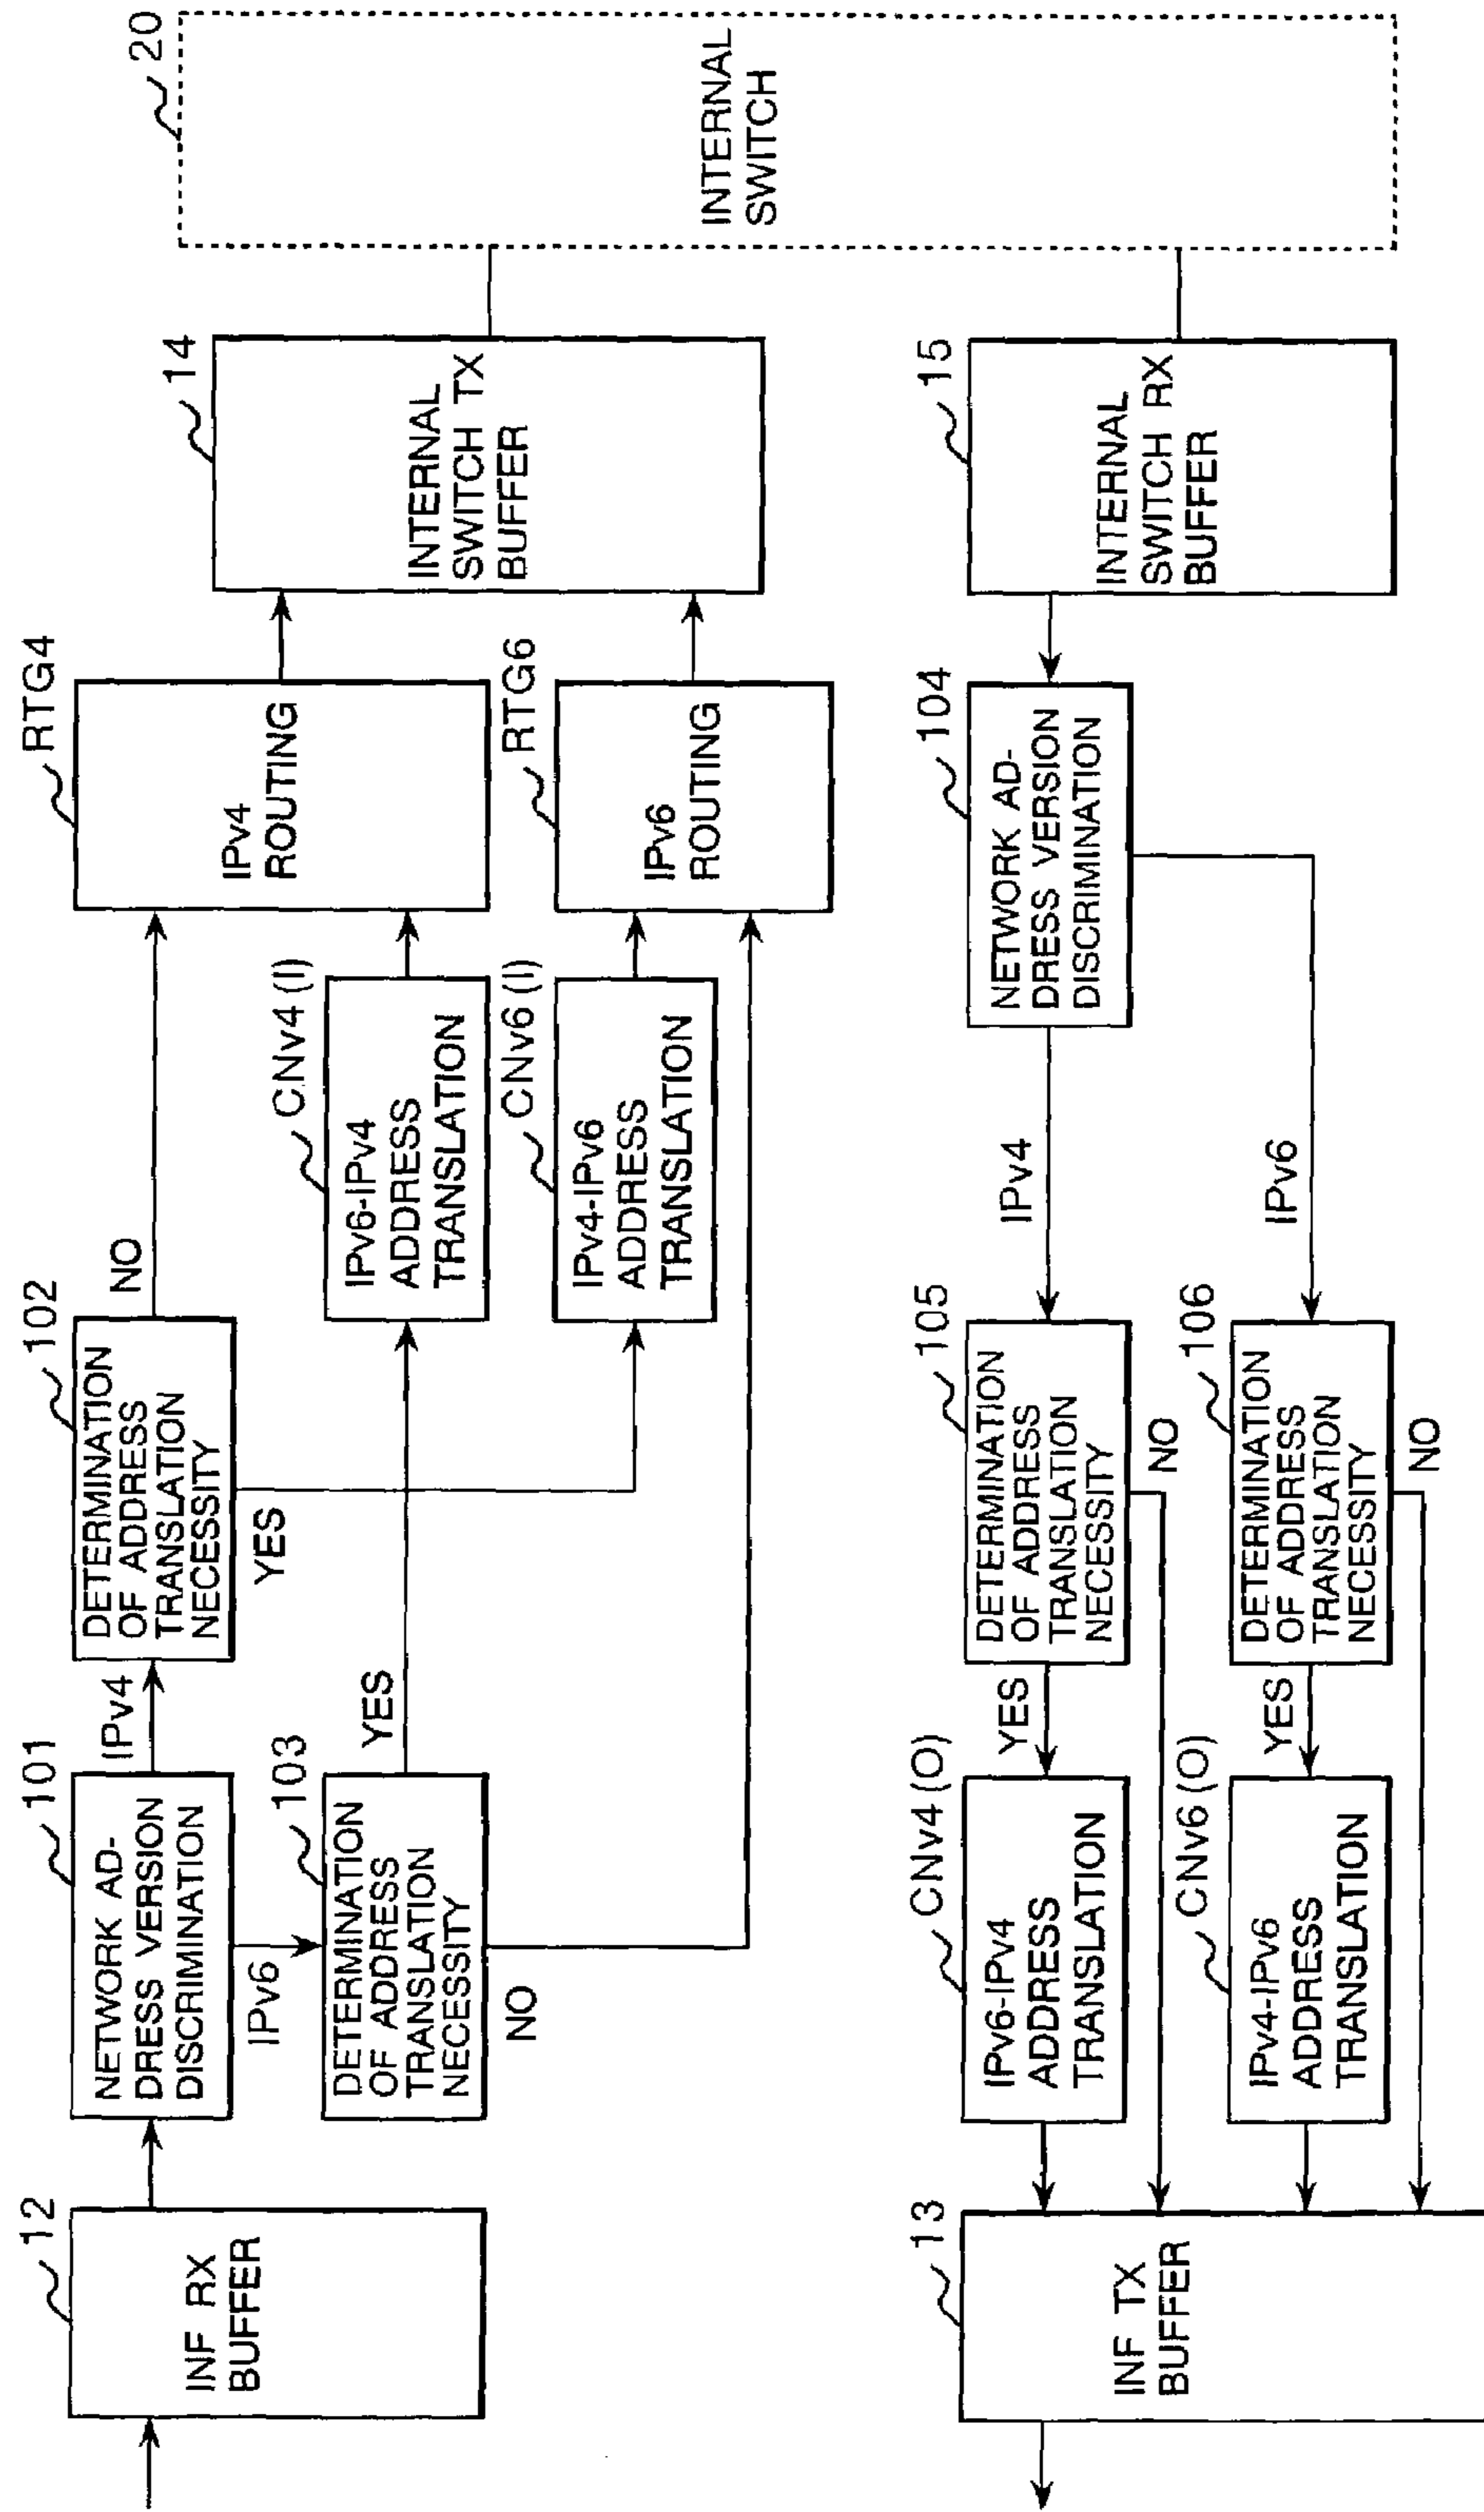 12
INF RX
BUFFER
101
NETWORK AD-
DRESS VERSION
DISCRIMINATION
IPv4
IPv6
102
DETERMINATION
OF ADDRESS
TRANSLATION
NECESSITY
NO
YES
103
DETERMINATION
OF ADDRESS
TRANSLATION
NECESSITY
YES
NO
CNv4 (I)
IPv6-IPv4
ADDRESS
TRANSLATION
CNv6 (I)
IPv4-IPv6
ADDRESS
TRANSLATION
RTG4
IPv4
ROUTING
RTG6
IPv6
ROUTING
14
INTERNAL
SWITCH TX
BUFFER
20
INTERNAL
SWITCH
15
INTERNAL
SWITCH RX
BUFFER
104
NETWORK AD-
DRESS VERSION
DISCRIMINATION
IPv4
IPv6
105
DETERMINATION
OF ADDRESS
TRANSLATION
NECESSITY
YES
NO
106
DETERMINATION
OF ADDRESS
TRANSLATION
NECESSITY
YES
NO
CNv4 (O)
IPv6-IPv4
ADDRESS
TRANSLATION
CNv6 (O)
IPv4-IPv6
ADDRESS
TRANSLATION
13
INF TX
BUFFER